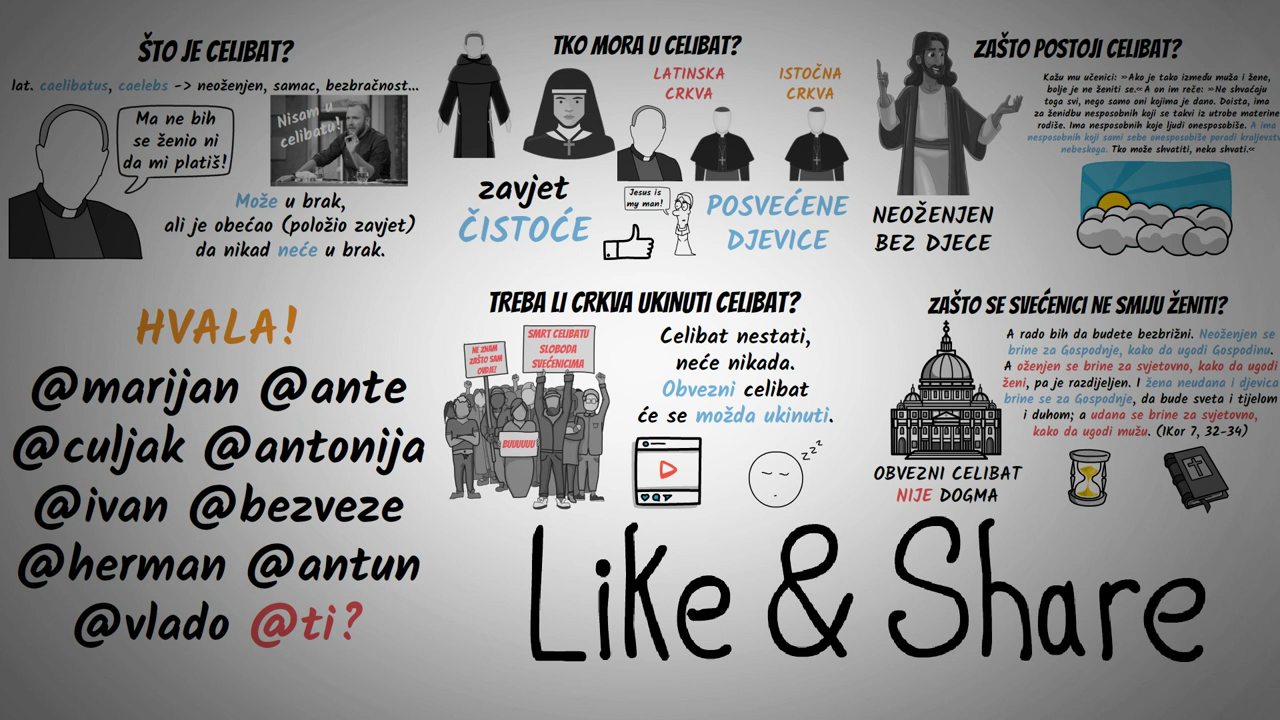 ŠTO JE CELIBAT?
lat. caelibatus, caelebs -> neoženjen, samac, bezbračnost...
Ma ne bih
se ženio ni
da mi platiš!
Nisam u
celibatu!
Može u brak,
ali je obećao (položio zavjet)
da nikad neće u brak.
TKO MORA U CELIBAT?
LATINSKA
CRKVA
ISTOČNA
CRKVA
zavjet
ČISTOĆE
Jesus is
my man!
POSVEĆENE
DJEVICE
ZAŠTO POSTOJI CELIBAT?
Kažu mu učenici: »Ako je tako između muža i žene,
bolje je ne ženiti se.« A on im reče: »Ne shvaćaju
toga svi, nego samo oni kojima je dano. Doista, ima
za ženidbu nesposobnih koji se takvi iz utrobe materine
rodiše. Ima nesposobnih koje ljudi onesposobiše. A ima
nesposobnih koji sami sebe onesposobiše poradi kraljevstva
nebeskoga. Tko može shvatiti, neka shvati.«
NEOŽENJEN
BEZ DJECE
HVALA!
@marijan @ante
@culjak @antonija
@ivan @bezveze
@herman @antun
@vlado @ti?
TREBA LI CRKVA UKINUTI CELIBAT?
NE ZNAM
ZAŠTO SAM
OVDJE!
SMRT CELIBATU
SLOBODA
SVEĆENICIMA
BUUUUUU
Celibat nestati,
neće nikada.
Obvezni celibat
će se možda ukinuti.
zzzzz
ZAŠTO SE SVEĆENICI NE SMIJU ŽENITI?
A rado bih da budete bezbrižni. Neoženjen se
brine za Gospodnje, kako da ugodi Gospodinu.
A oženjen se brine za svjetovno, kako da ugodi
ženi, pa je razdijeljen. I žena neudana i djevica
brine se za Gospodnje, da bude sveta i tijelom
i duhom; a udana se brine za svjetovno,
kako da ugodi mužu. (1Kor 7, 32-34)
OBVEZNI CELIBAT
NIJE DOGMA
Like & Share